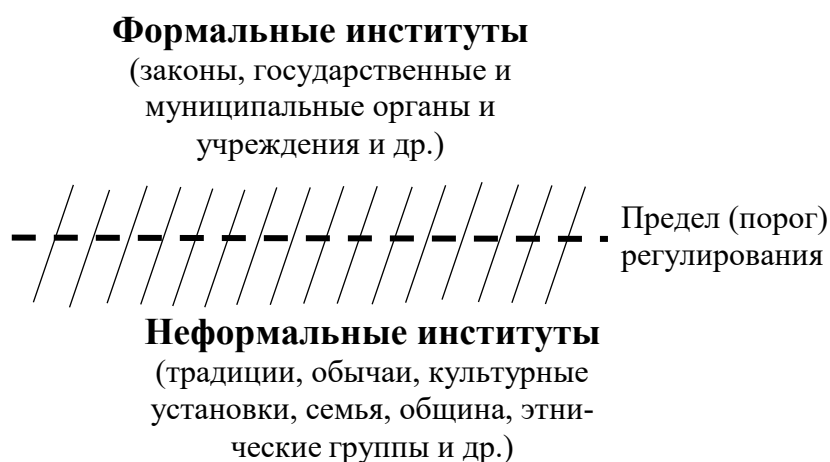 Формальные институты
(законы, государственные и
муниципальные органы и
учреждения и др.)
Предел (порог)
регулирования
Неформальные институты
(традиции, обычаи, культурные
установки, семья, община, этни-
ческие группы и др.)